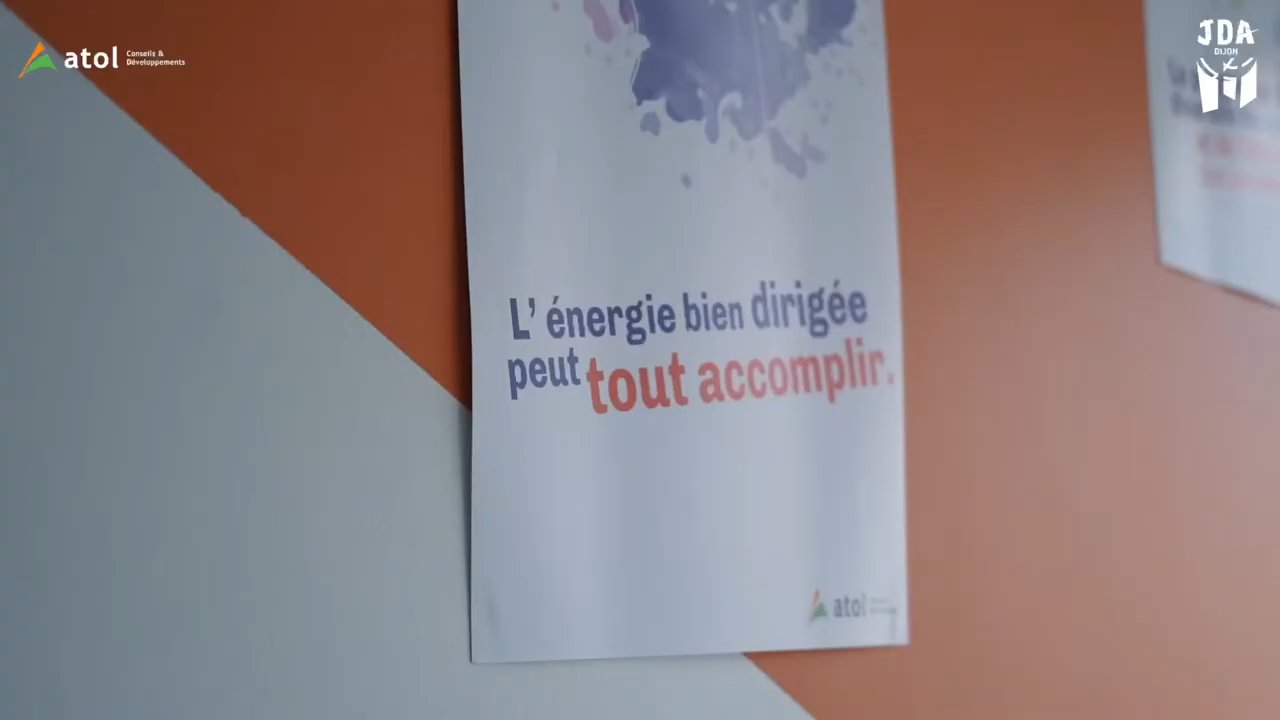 atol
Conseils &
Développements
JDA
DIJON
L' énergie bien dirigée
peut tout accomplir.
atol